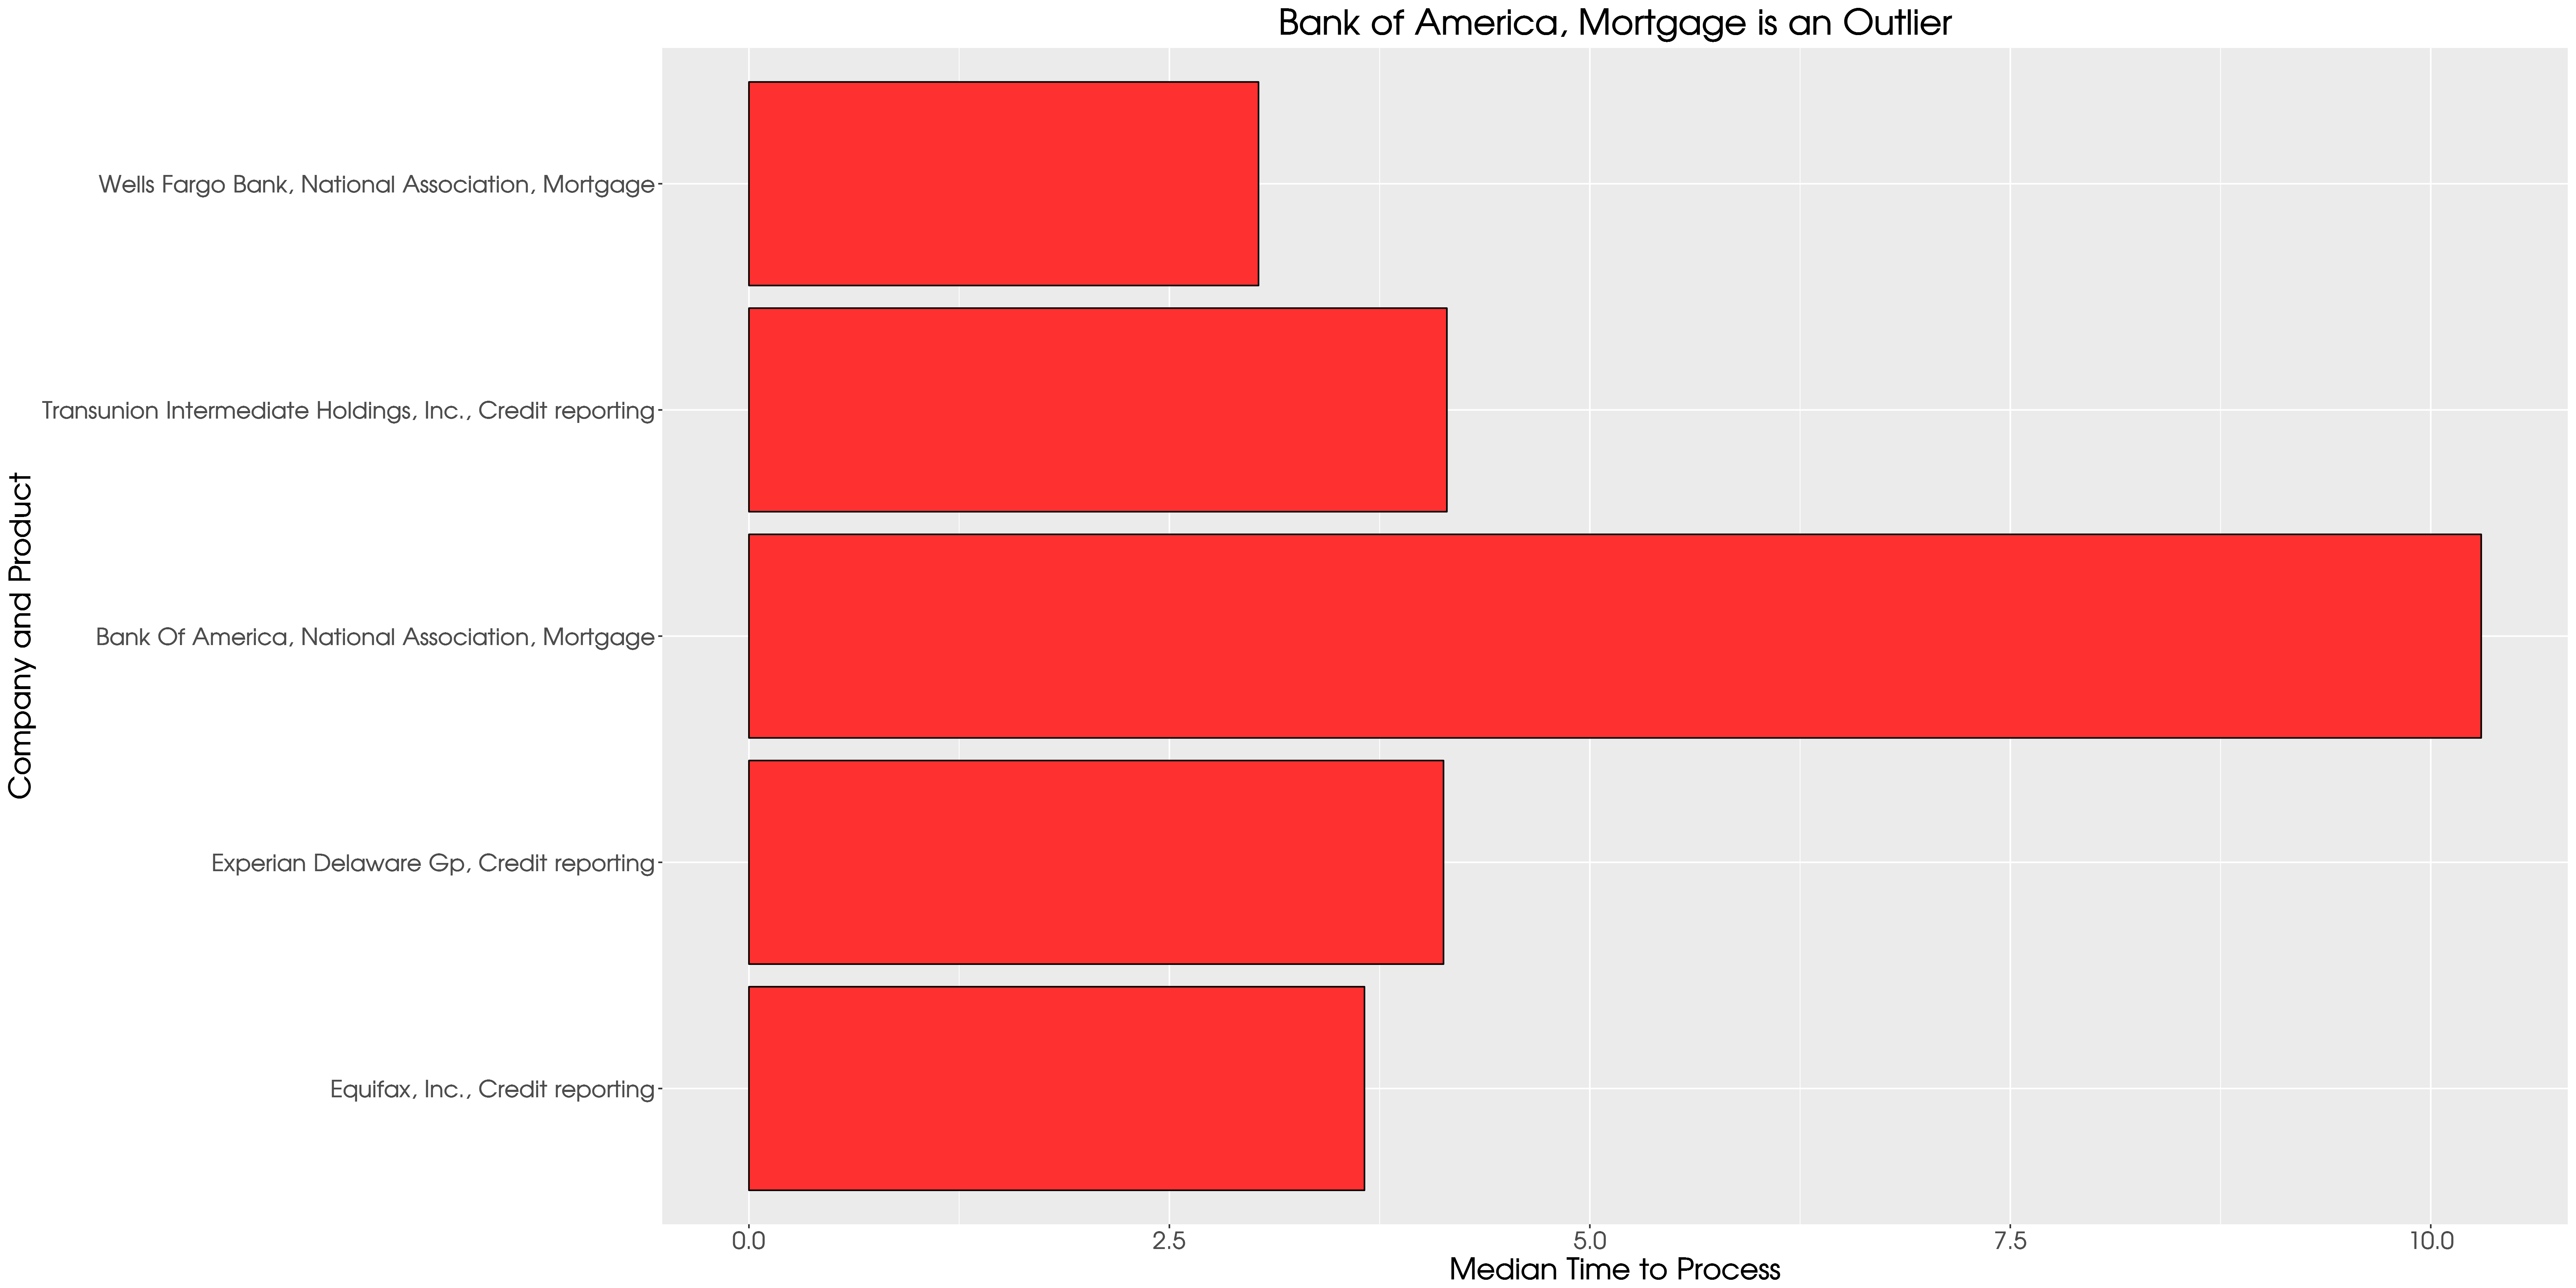 Bank of America, Mortgage is an Outlier
Company and Product
Wells Fargo Bank, National Association, Mortgage
Transunion Intermediate Holdings, Inc., Credit reporting
Bank Of America, National Association, Mortgage
Experian Delaware Gp, Credit reporting
Equifax, Inc., Credit reporting
0.0 2.5 5.0 7.5 10.0
Median Time to Process